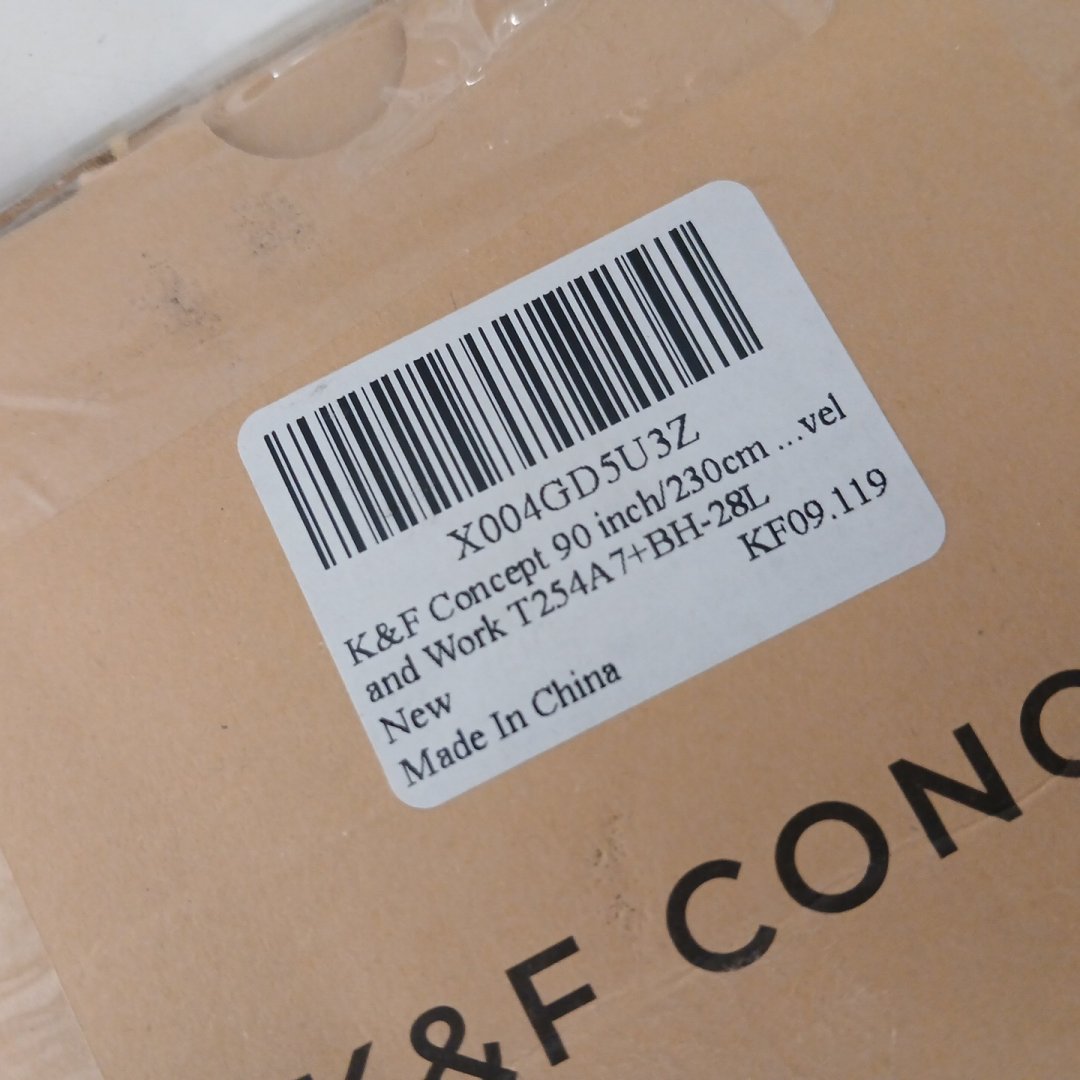 X004GD5U3Z
K&F Concept 90 inch/230cm ...vel
and Work T254A7+BH-28L
KF09.119
New
Made In China
K&F CONC